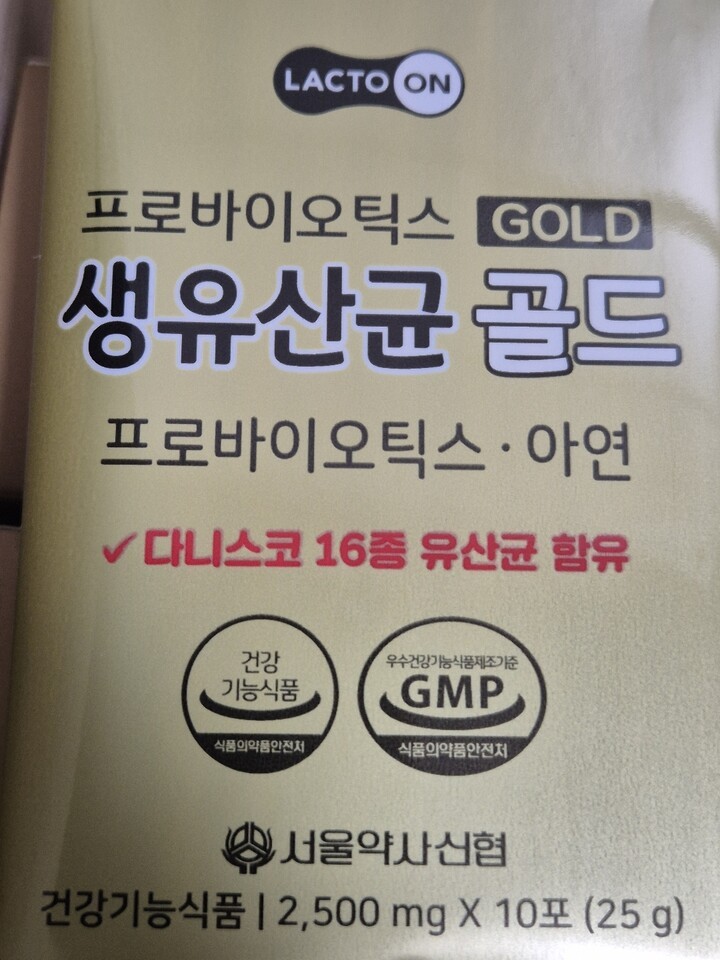 LACTO ON
프로바이오틱스 GOLD
생유산균 골드
프로바이오틱스 · 아연
✓ 다니스코 16종 유산균 함유
건강
기능식품
식품의약품안전처
우수건강기능식품제조기준
GMP
식품의약품안전처
서울약사신협
건강기능식품 | 2,500 mg X 10포 (25 g)